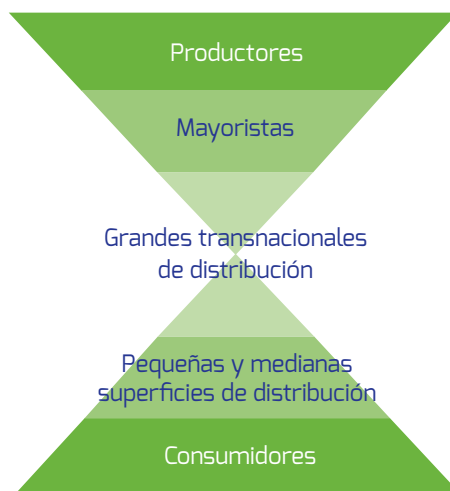 Productores
Mayoristas
Grandes transnacionales
de distribución
Pequeñas y medianas
superficies de distribución
Consumidores